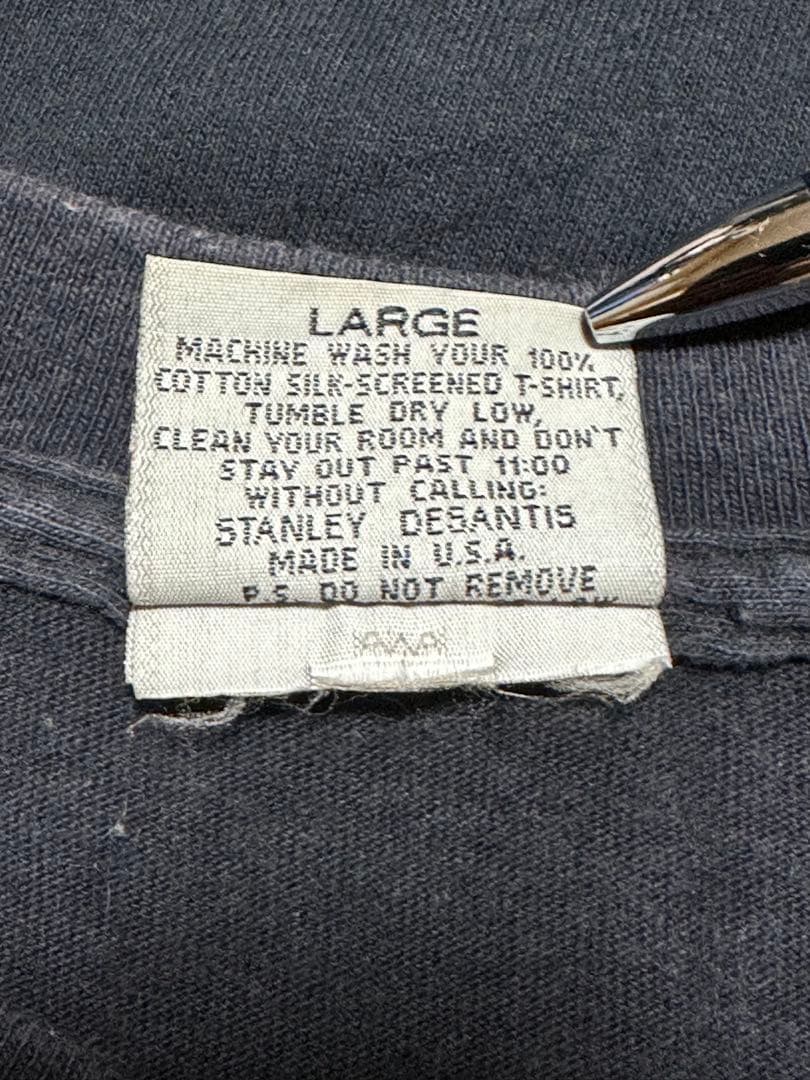 LARGE
MACHINE WASH YOUR 100%
COTTON SILK-SCREENED T-SHIRT,
TUMBLE DRY LOW,
CLEAN YOUR ROOM AND DON'T
STAY OUT PAST 11:00
WITHOUT CALLING:
STANLEY DESANTIS
MADE IN U.S.A.
P.S. DO NOT REMOVE